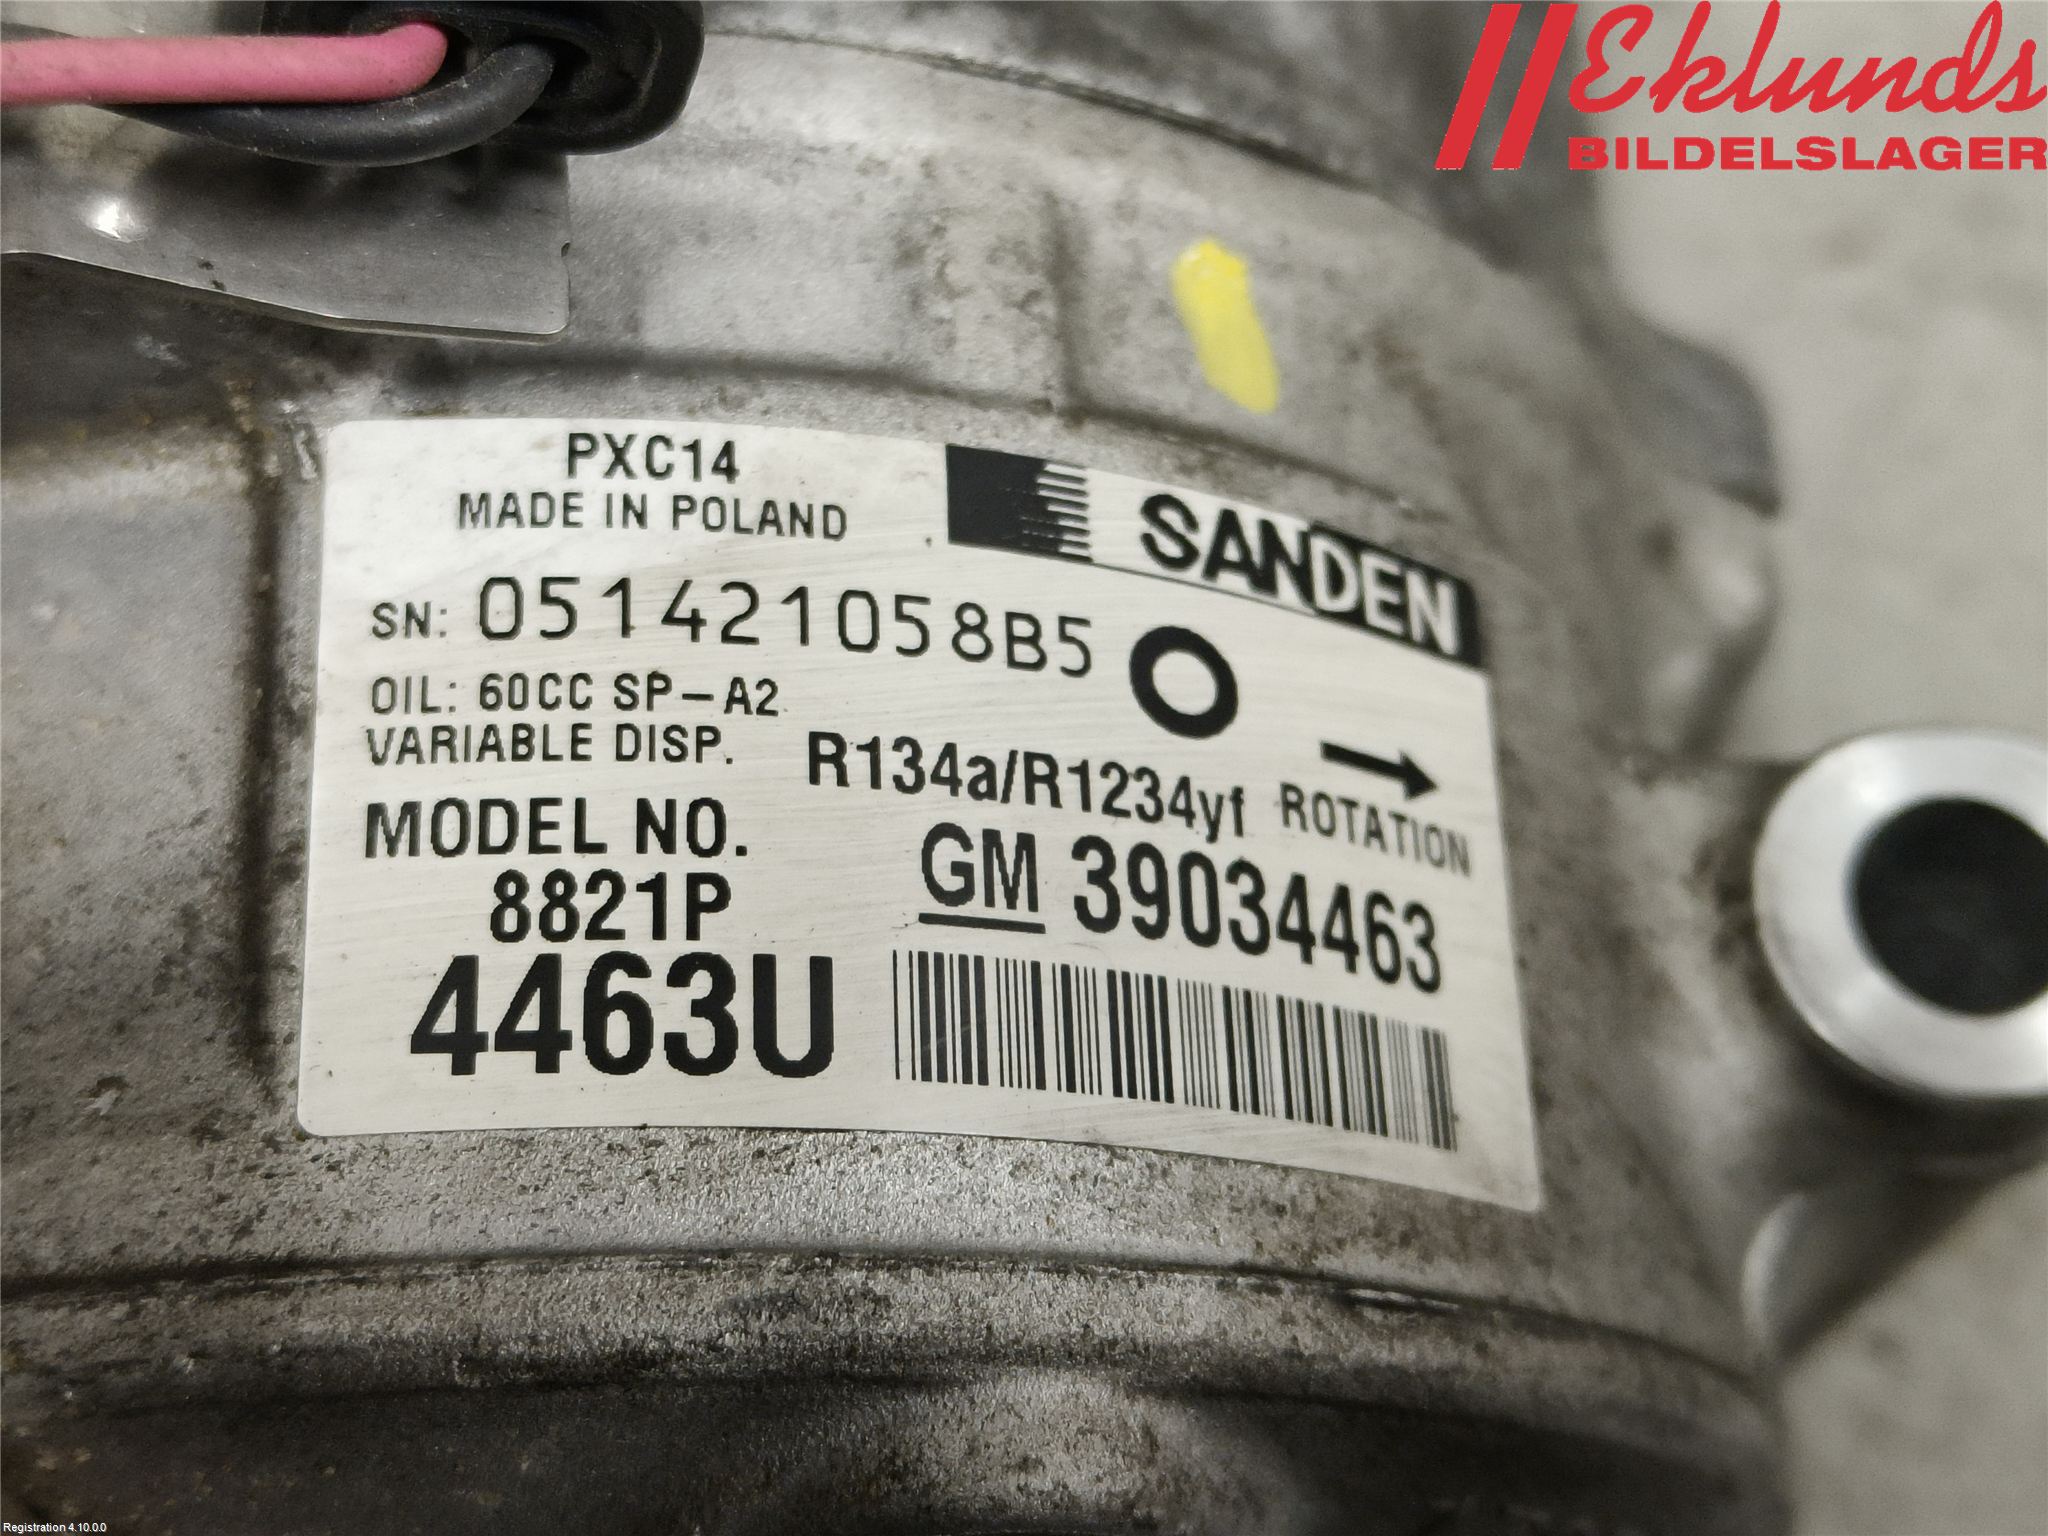 Eklunds
BILDELSLAGER
PXC14
MADE IN POLAND
SANDEN
SN: 051421058B5
OIL: 60CC SP-A2
VARIABLE DISP.
R134a/R1234yf
ROTATION
MODEL NO.
8821P
GM 39034463
4463U
Registration 4.10.0.0